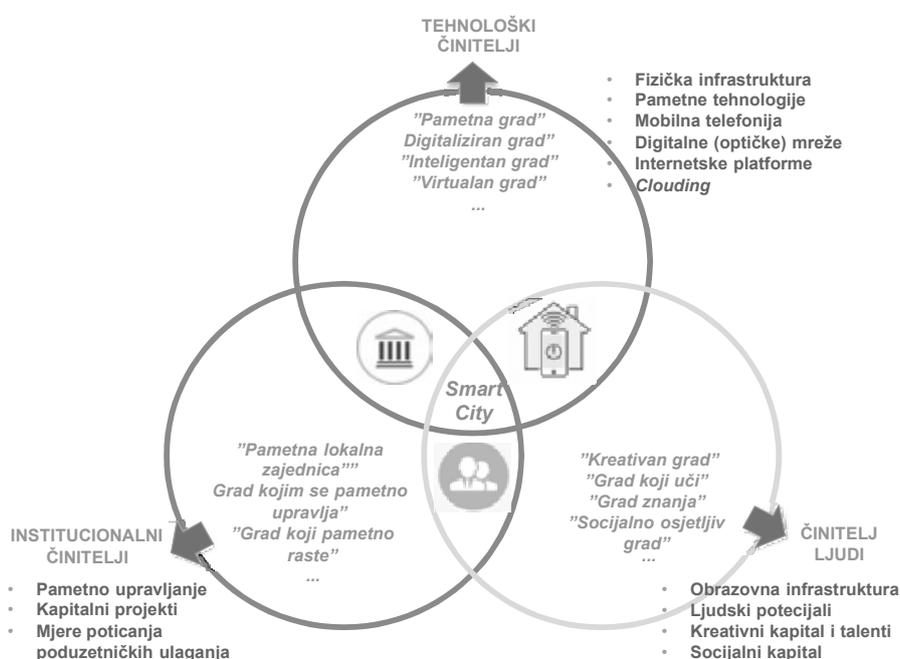 TEHNOLOŠKI
ČINITELJI
• Fizička infrastruktura
• Pametne tehnologije
• Mobilna telefonija
• Digitalne (optičke) mreže
• Internetske platforme
• Clouding
”Pametna grad”
Digitaliziran grad”
”Inteligentan grad”
”Virtualan grad”
...
Smart
City
”Pametna lokalna
zajednica””
Grad kojim se pametno
upravlja”
”Grad koji pametno
raste”
...
”Kreativan grad”
”Grad koji uči”
”Grad znanja”
”Socijalno osjetljiv
grad”
...
INSTITUCIONALNI
ČINITELJI
• Pametno upravljanje
• Kapitalni projekti
• Mjere poticanja
poduzetničkih ulaganja
ČINITELJ
LJUDI
• Obrazovna infrastruktura
• Ljudski potecijali
• Kreativni kapital i talenti
• Socijalni kapital